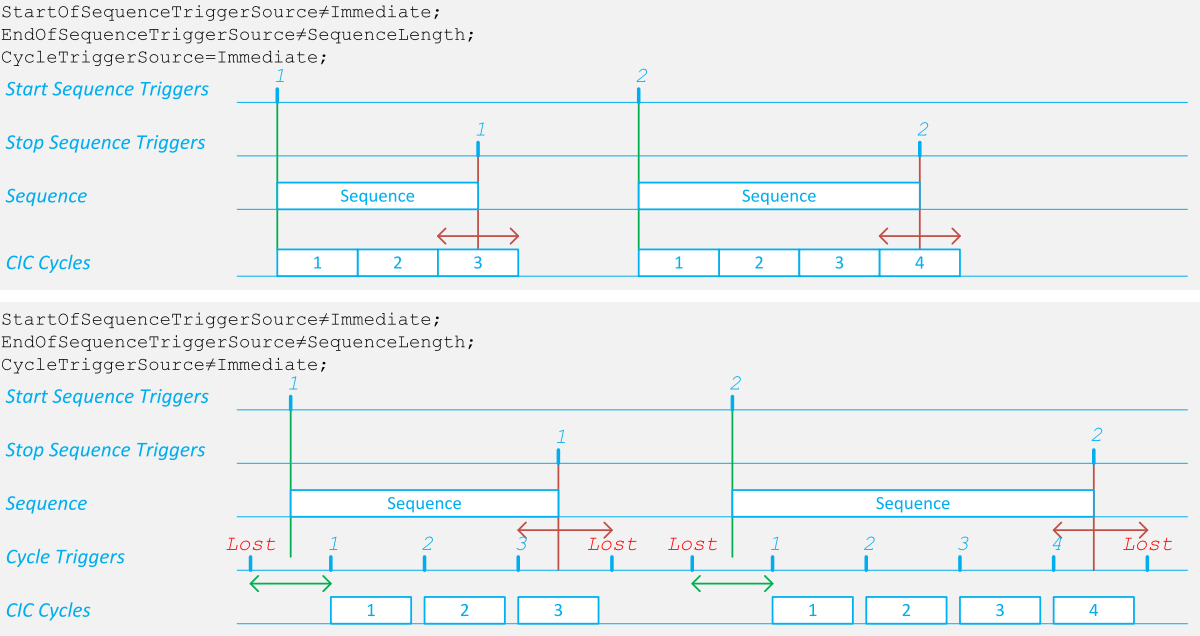 StartOfSequenceTriggerSource≠Immediate;
EndOfSequenceTriggerSource≠SequenceLength;
CycleTriggerSource=Immediate;
1 2
Start Sequence Triggers
1 2
Stop Sequence Triggers
Sequence Sequence Sequence
CIC Cycles 1 2 3 1 2 3 4
StartOfSequenceTriggerSource≠Immediate;
EndOfSequenceTriggerSource≠SequenceLength;
CycleTriggerSource≠Immediate;
1 2
Start Sequence Triggers
1 2
Stop Sequence Triggers
Sequence Sequence Sequence
Lost 1 2 3 Lost Lost 1 2 3 4 Lost
Cycle Triggers
CIC Cycles 1 2 3 1 2 3 4